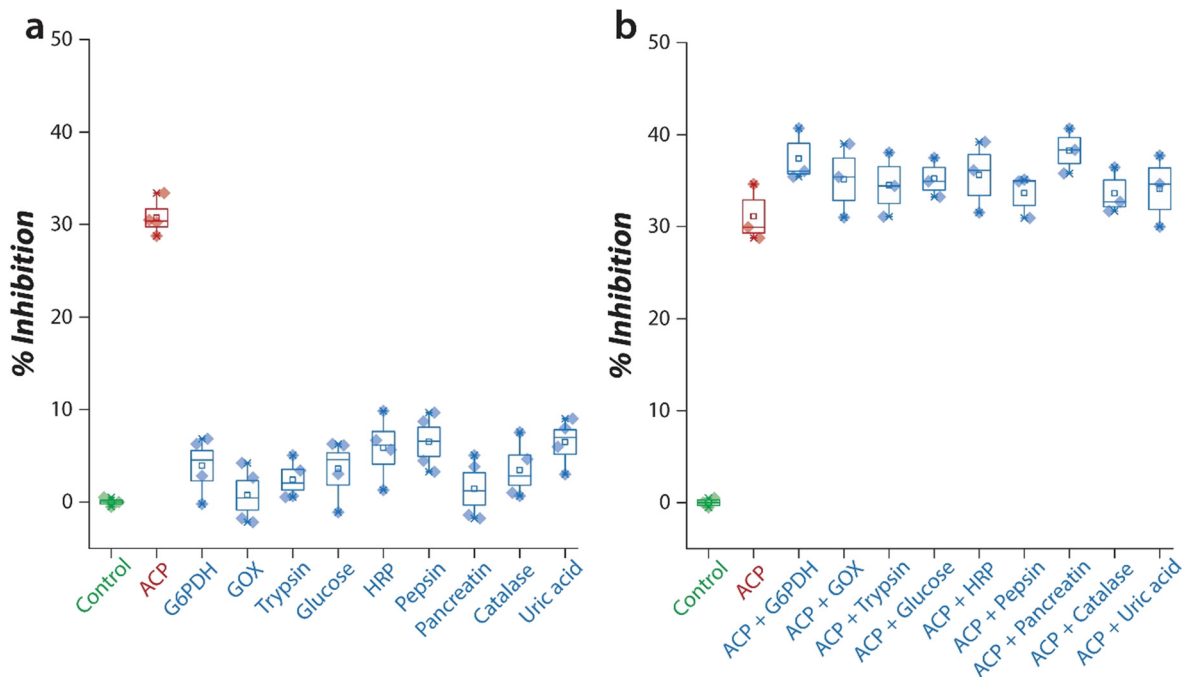 a
50
40
30
20
10
0
% Inhibition
Control
ACP
G6PDH
GOX
Trypsin
Glucose
HRP
Pepsin
Pancreatin
Catalase
Uric acid
b
50
40
30
20
10
0
% Inhibition
Control
ACP
ACP + G6PDH
ACP + GOX
ACP + Trypsin
ACP + Glucose
ACP + HRP
ACP + Pepsin
ACP + Pancreatin
ACP + Catalase
ACP + Uric acid